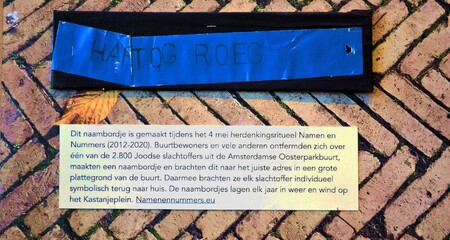 HARTOG ROEG
Dit naambordje is gemaakt tijdens het 4 mei herdenkingsritueel Namen en
Nummers (2012-2020). Buurtbewoners en vele anderen ontfermden zich over
één van de 2.800 Joodse slachtoffers uit de Amsterdamse Oosterparkbuurt,
maakten een naambordje en brachten dit naar het juiste adres in een grote
plattegrond van de buurt. Daarmee brachten ze elk slachtoffer individueel
symbolisch terug naar huis. De naambordjes lagen elk jaar in weer en wind op
het Kastanjeplein. Namenennummers.eu